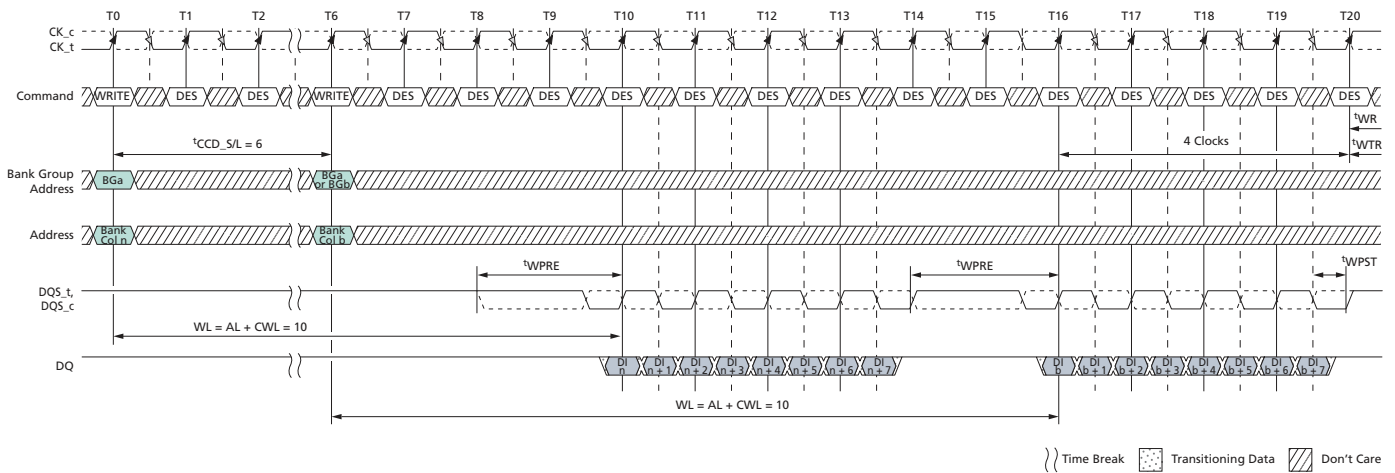 T0 T1 T2 T6 T7 T8 T9 T10 T11 T12 T13 T14 T15 T16 T17 T18 T19 T20
CK_c
CK_t
Command WRITE DES DES WRITE DES DES DES DES DES DES DES DES DES DES DES DES DES DES
tWR
tCCD_S/L = 6 4 Clocks tWTR
Bank Group
Address BGa BGa
or BGb
Address Bank
Col n Bank
Col b
tWPRE tWPRE tWPST
DQS_t,
DQS_c
WL = AL + CWL = 10
DQ DI
n DI
n + 1 DI
n + 2 DI
n + 3 DI
n + 4 DI
n + 5 DI
n + 6 DI
n + 7 DI
b DI
b + 1 DI
b + 2 DI
b + 3 DI
b + 4 DI
b + 5 DI
b + 6 DI
b + 7
WL = AL + CWL = 10
Time Break Transitioning Data Don't Care